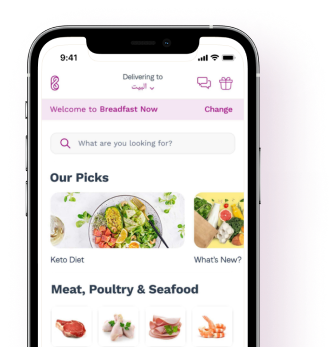 9:41
Delivering to
البيت
Welcome to Breadfast Now
Change
What are you looking for?
Our Picks
Keto Diet
What's New?
Meat, Poultry & Seafood